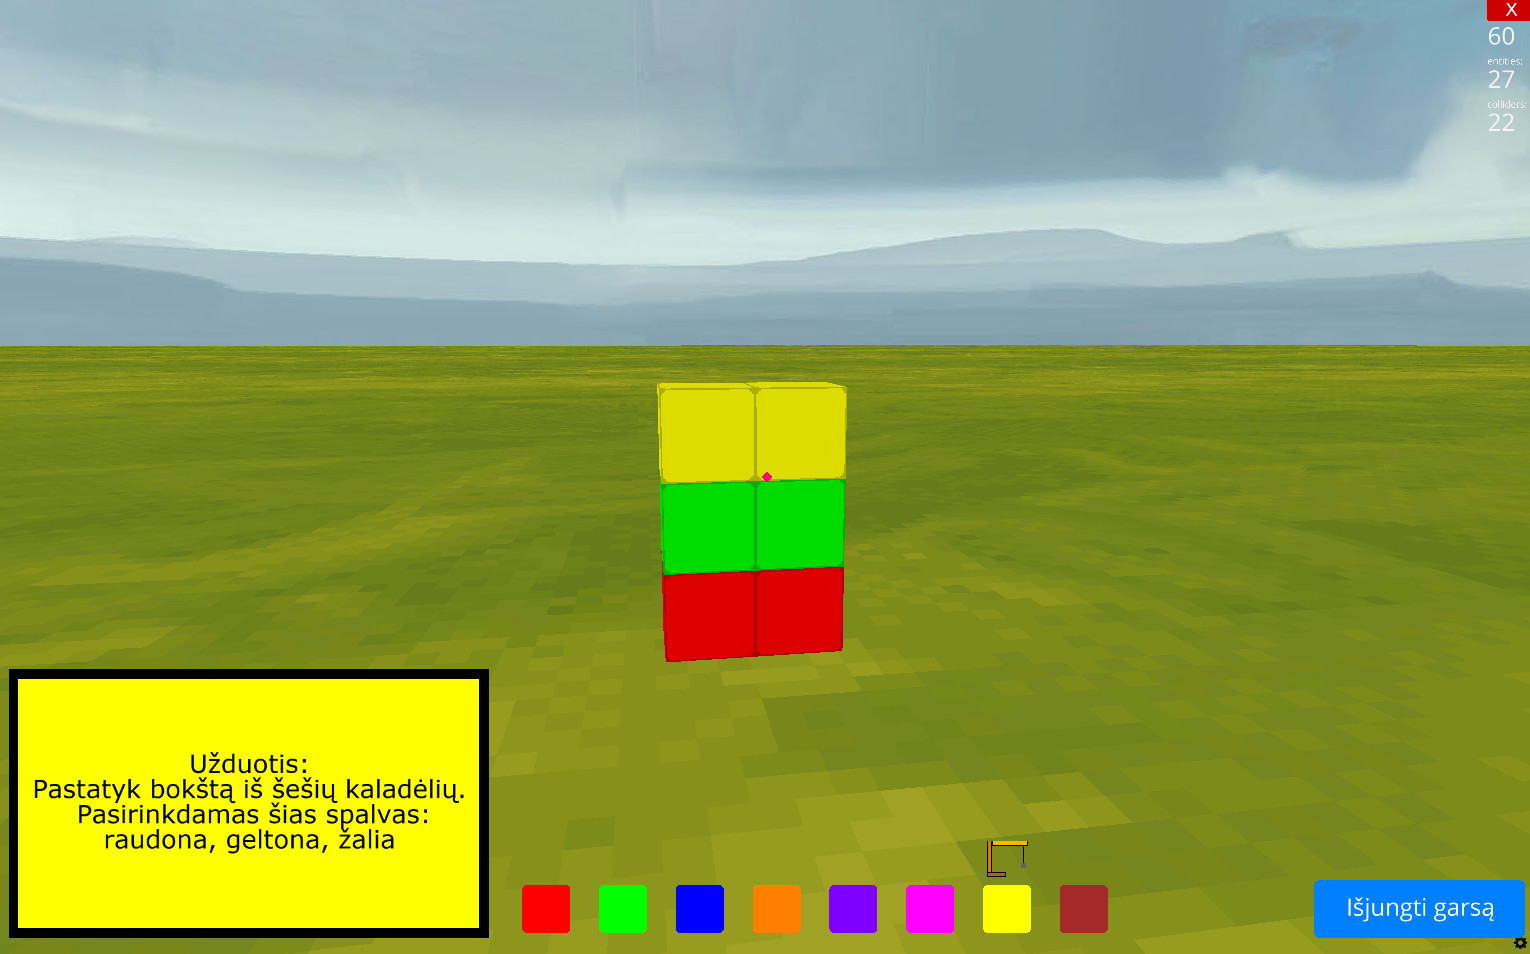 X
60
entities:
27
colliders:
22
Užduotis:
Pastatyk bokštą iš šešių kaladėlių.
Pasirinkdamas šias spalvas:
raudona, geltona, žalia
Išjungti garsą